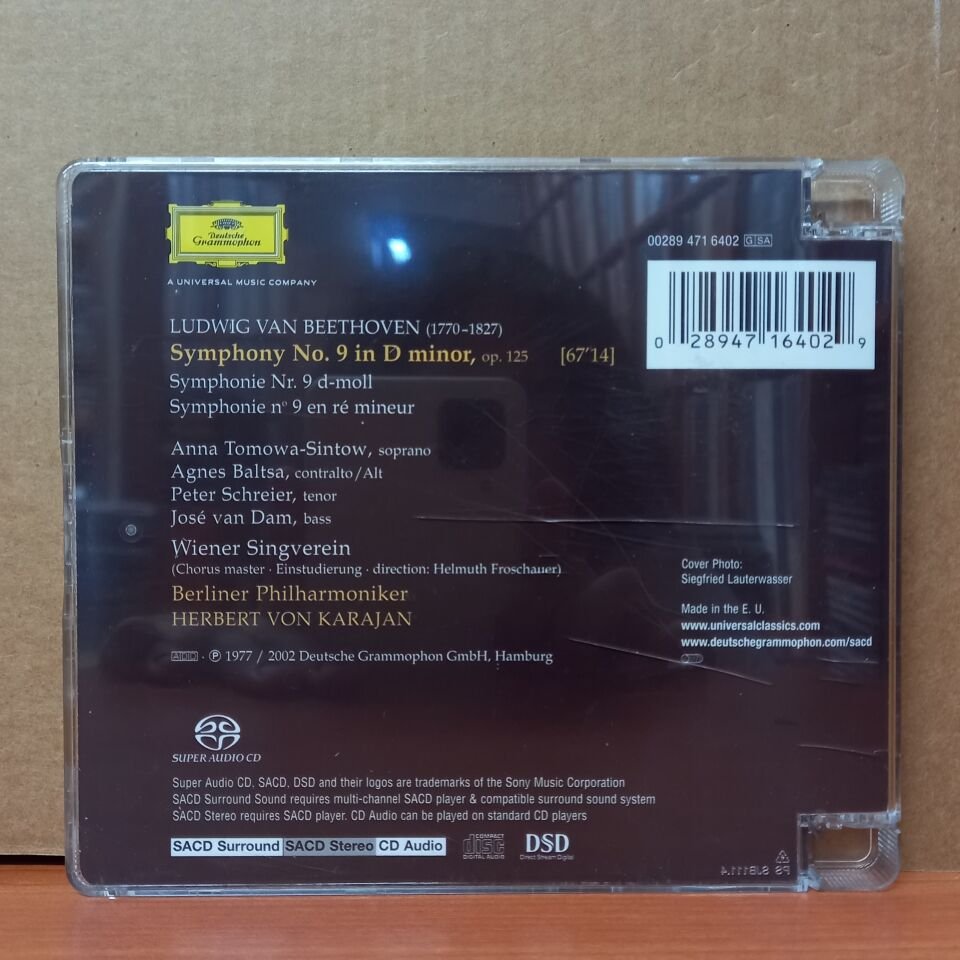 Deutsche
Grammophon
A UNIVERSAL MUSIC COMPANY
00289 471 6402 G SA
0 28947 16402 9
LUDWIG VAN BEETHOVEN (1770–1827)
Symphony No. 9 in D minor, op. 125 [67'14]
Symphonie Nr. 9 d-moll
Symphonie nº 9 en ré mineur
Anna Tomowa-Sintow, soprano
Agnes Baltsa, contralto/Alt
Peter Schreier, tenor
José van Dam, bass
Wiener Singverein
(Chorus master · Einstudierung · direction: Helmuth Froschauer)
Berliner Philharmoniker
HERBERT VON KARAJAN
ADD · ℗ 1977 / 2002 Deutsche Grammophon GmbH, Hamburg
Cover Photo:
Siegfried Lauterwasser
Made in the E. U.
www.universalclassics.com
www.deutschegrammophon.com/sacd
SUPER AUDIO CD
Super Audio CD, SACD, DSD and their logos are trademarks of the Sony Music Corporation
SACD Surround Sound requires multi-channel SACD player & compatible surround sound system
SACD Stereo requires SACD player. CD Audio can be played on standard CD players
SACD Surround SACD Stereo CD Audio
COMPACT
disc
DIGITAL AUDIO
DSD
Direct Stream Digital